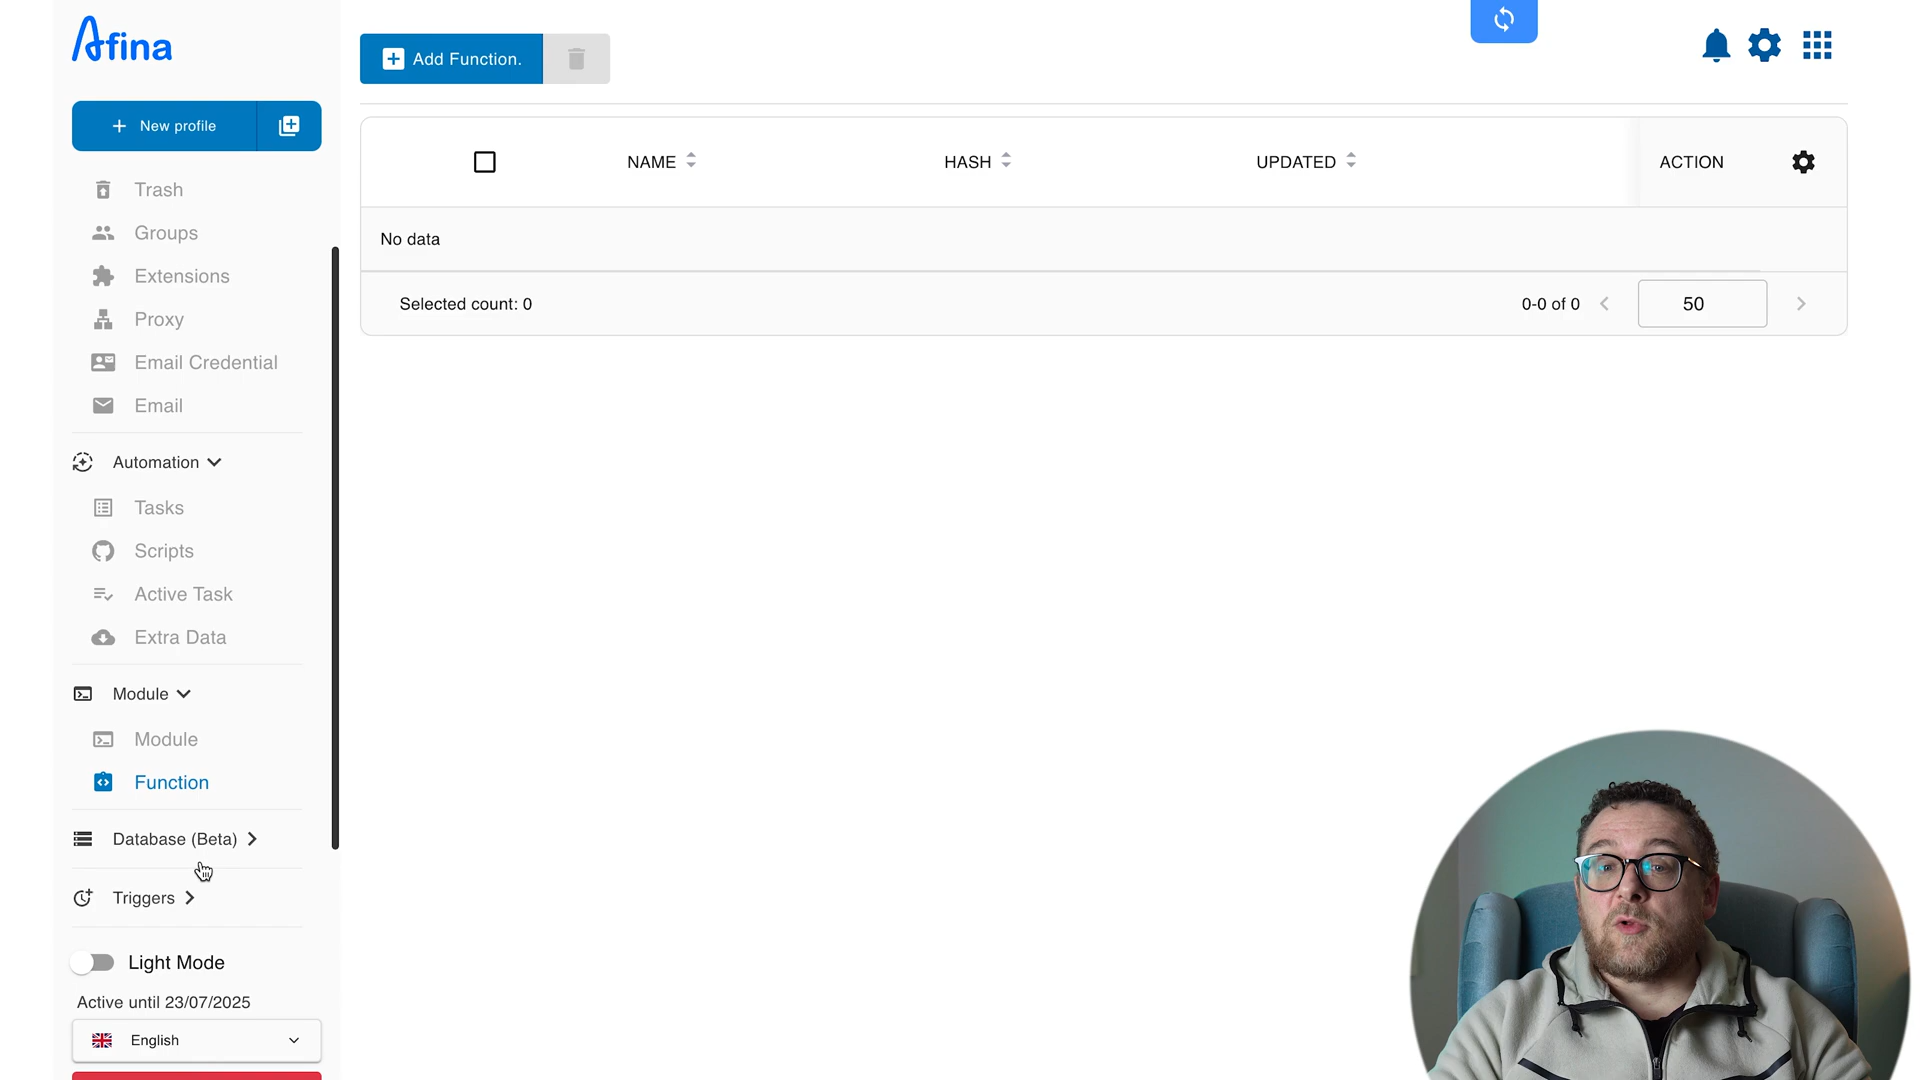 Afina
Add Function.
New profile
Trash
Groups
Extensions
Proxy
Email Credential
Email
Automation
Tasks
Scripts
Active Task
Extra Data
Module
Module
Function
Database (Beta)
Triggers
Light Mode
Active until 23/07/2025
English
NAME HASH UPDATED ACTION
No data
Selected count: 0 0-0 of 0 50